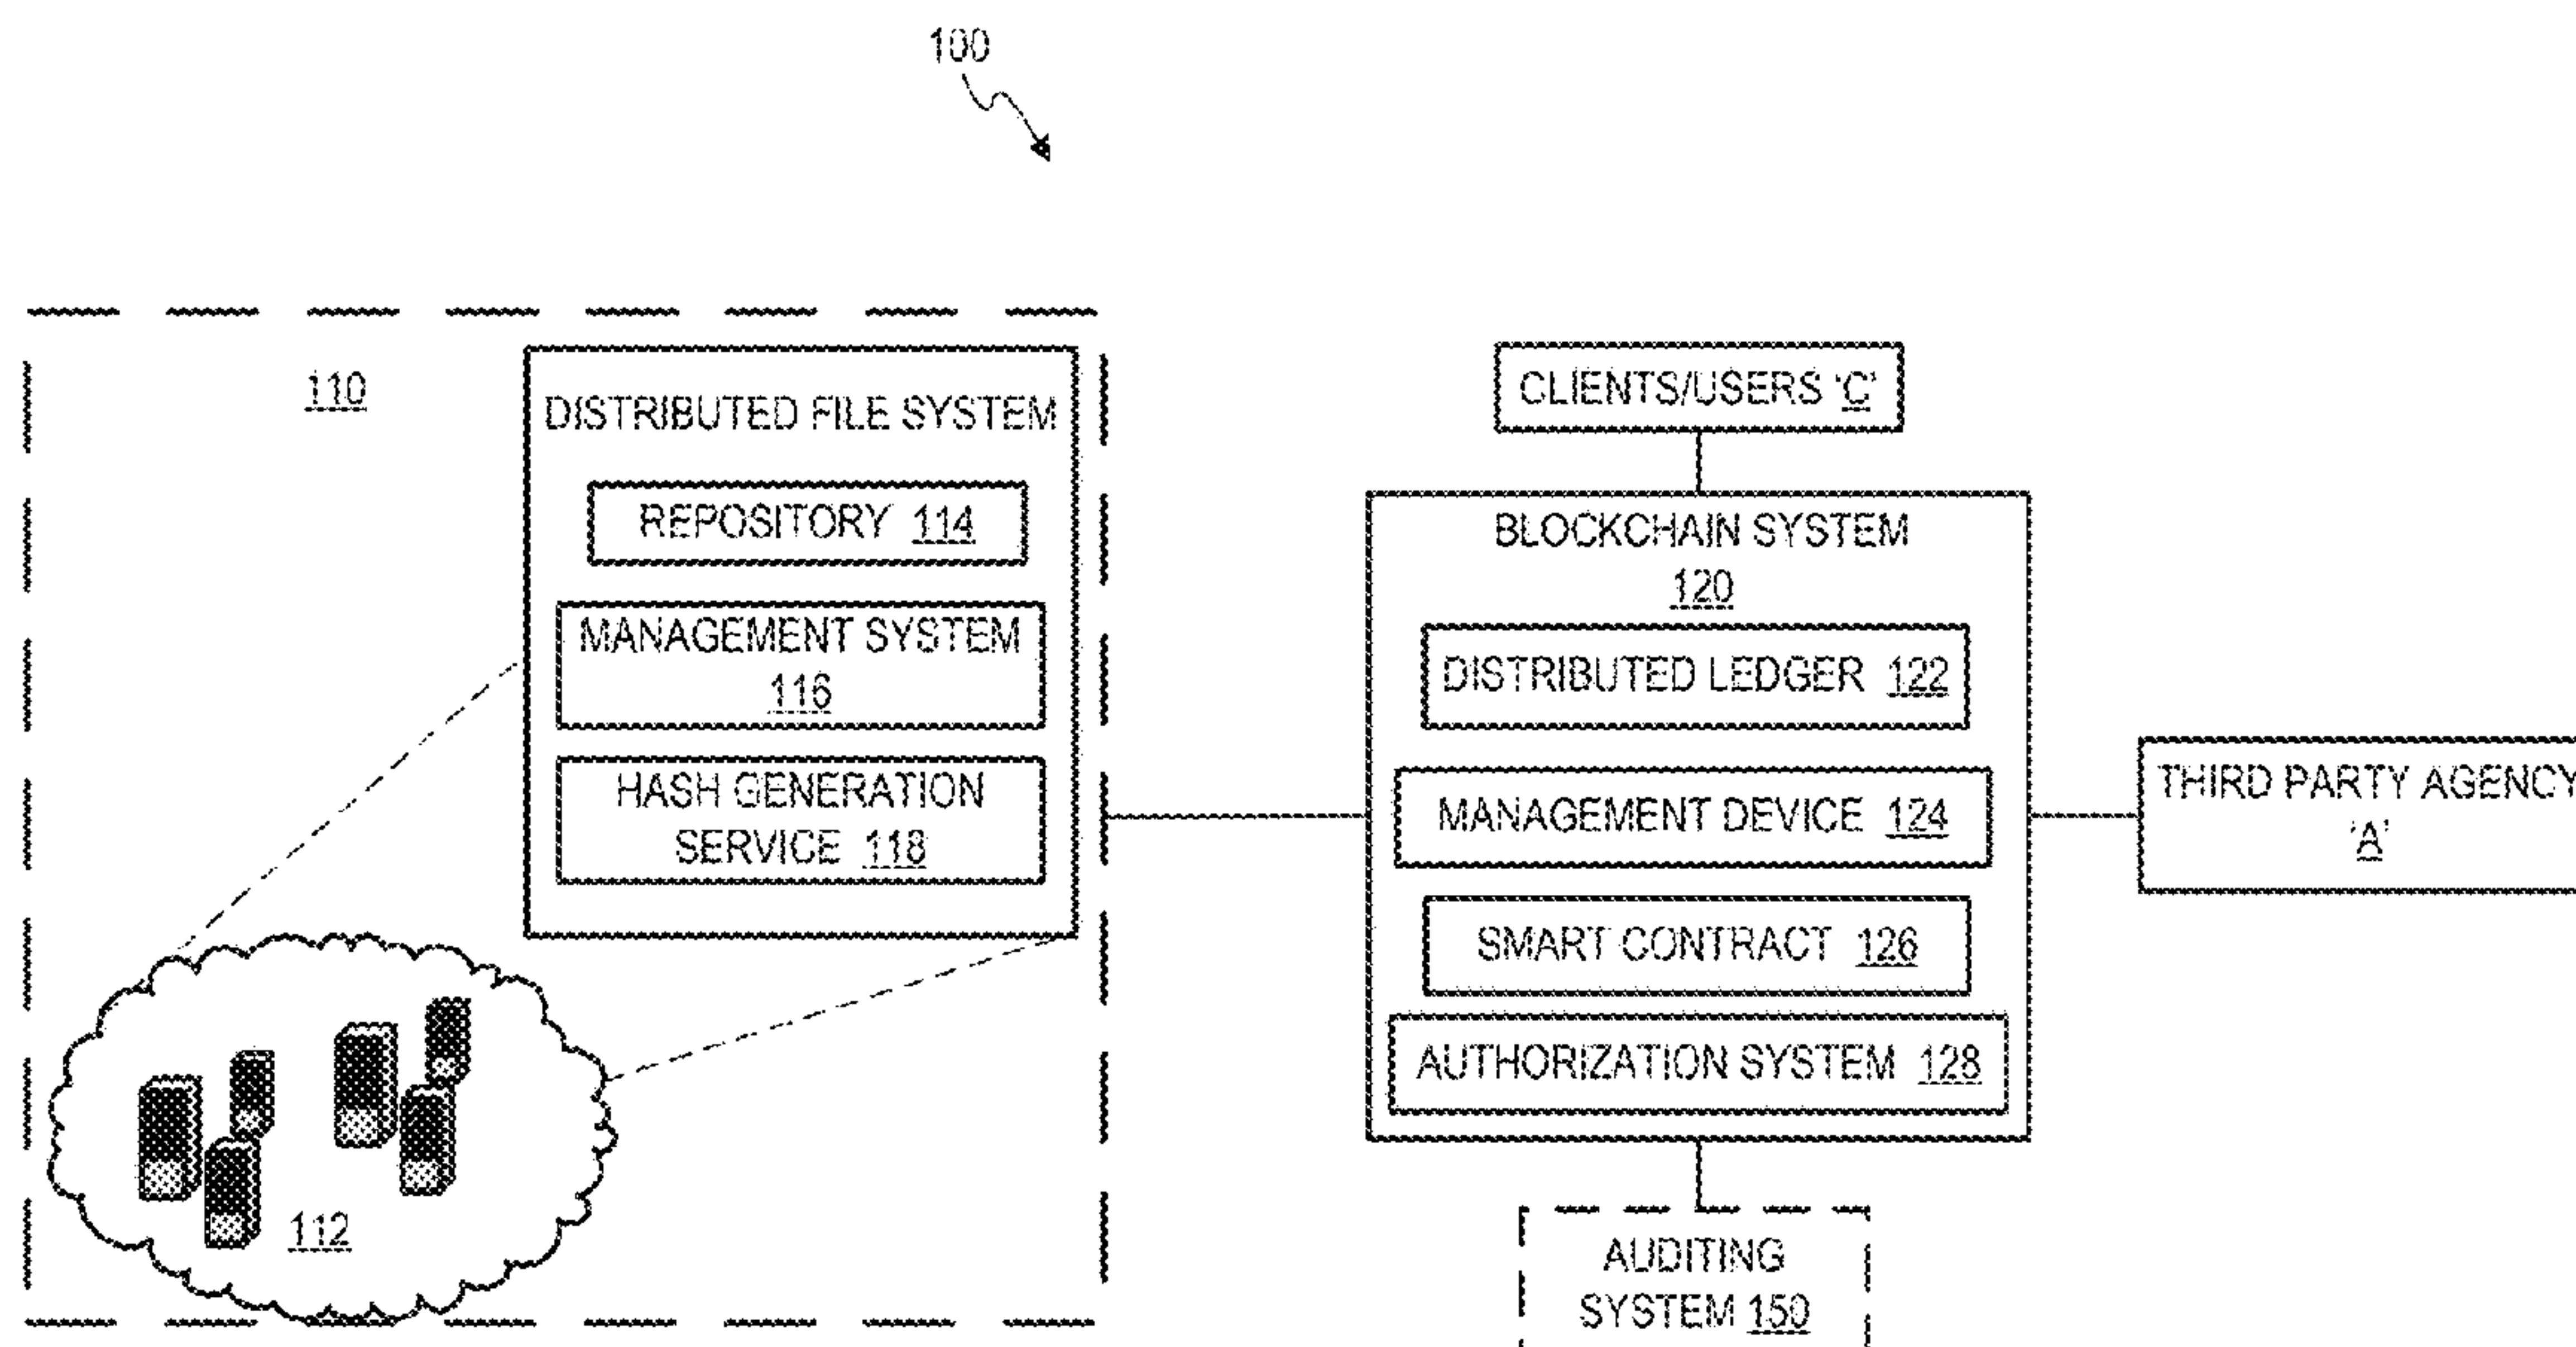 100
110
DISTRIBUTED FILE SYSTEM
REPOSITORY 114
MANAGEMENT SYSTEM
116
HASH GENERATION
SERVICE 118
112
CLIENTS/USERS 'C'
BLOCKCHAIN SYSTEM
120
DISTRIBUTED LEDGER 122
MANAGEMENT DEVICE 124
SMART CONTRACT 126
AUTHORIZATION SYSTEM 128
THIRD PARTY AGENCY
'A'
AUDITING
SYSTEM 150